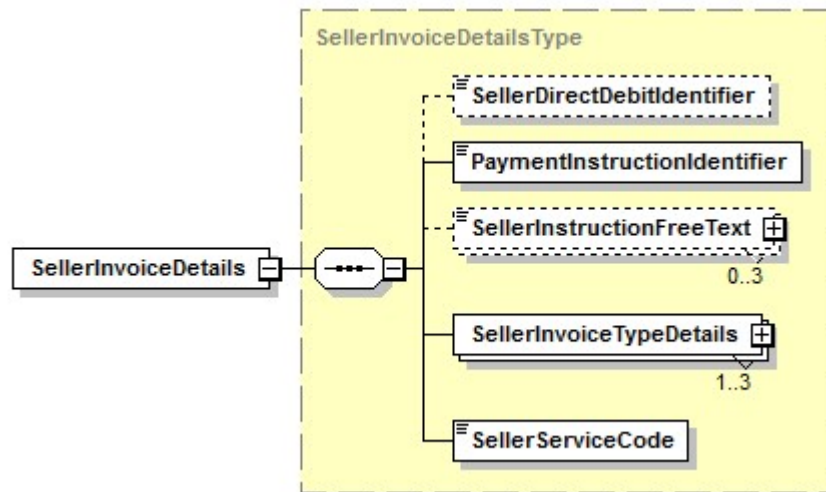 SellerInvoiceDetailsType
SellerDirectDebitIdentifier
PaymentInstructionIdentifier
SellerInstructionFreeText
0..3
SellerInvoiceDetails
SellerInvoiceTypeDetails
1..3
SellerServiceCode